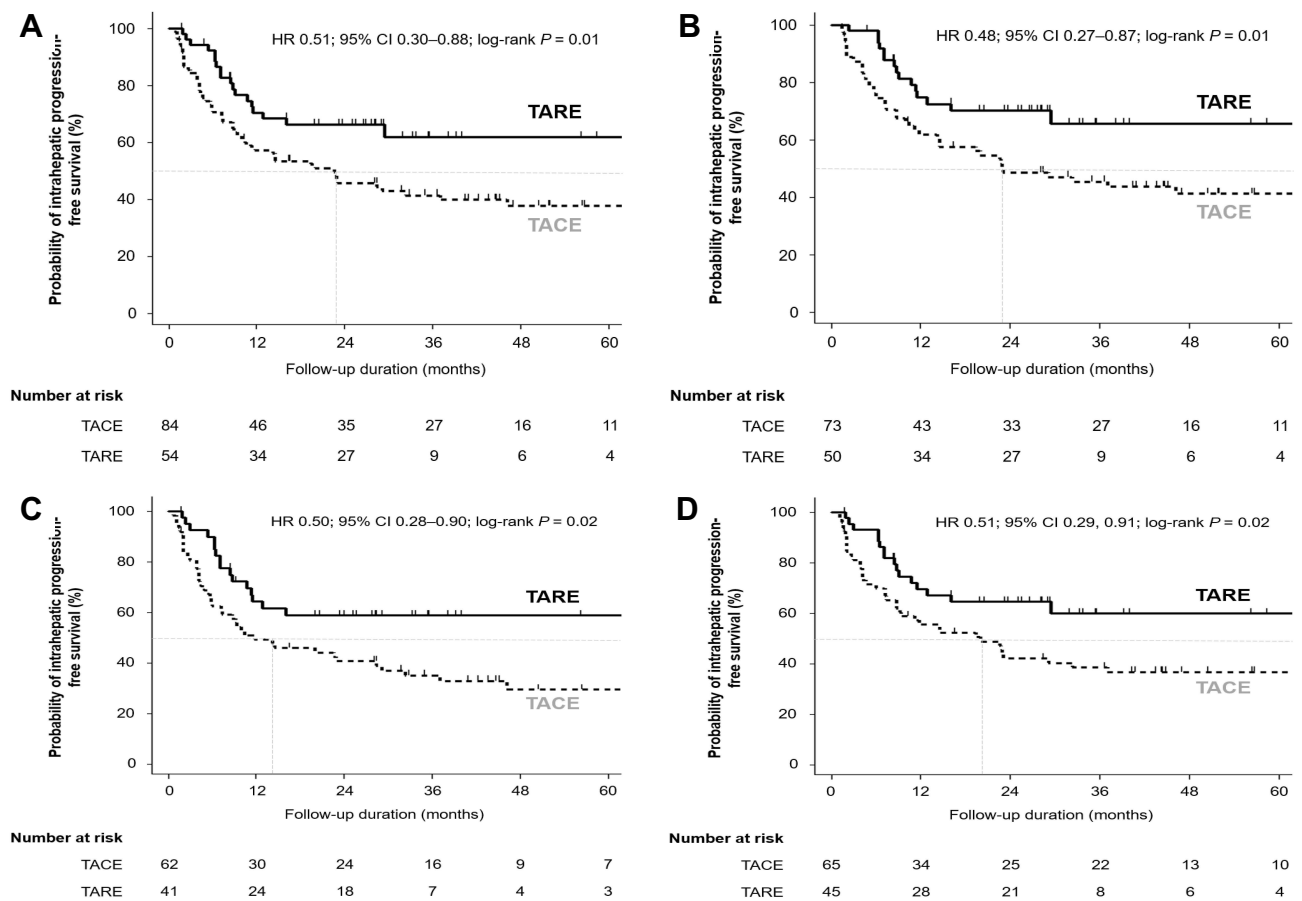 A
HR 0.51; 95% CI 0.30–0.88; log-rank P = 0.01
Probability of intrahepatic progression-
free survival (%)
100
80
60
40
20
0
TARE
TACE
0 12 24 36 48 60
Follow-up duration (months)
Number at risk
TACE 84 46 35 27 16 11
TARE 54 34 27 9 6 4
B
HR 0.48; 95% CI 0.27–0.87; log-rank P = 0.01
Probability of intrahepatic progression-
free survival (%)
100
80
60
40
20
0
TARE
TACE
0 12 24 36 48 60
Follow-up duration (months)
Number at risk
TACE 73 43 33 27 16 11
TARE 50 34 27 9 6 4
C
HR 0.50; 95% CI 0.28–0.90; log-rank P = 0.02
Probability of intrahepatic progression-
free survival (%)
100
80
60
40
20
0
TARE
TACE
0 12 24 36 48 60
Follow-up duration (months)
Number at risk
TACE 62 30 24 16 9 7
TARE 41 24 18 7 4 3
D
HR 0.51; 95% CI 0.29, 0.91; log-rank P = 0.02
Probability of intrahepatic progression-
free survival (%)
100
80
60
40
20
0
TARE
TACE
0 12 24 36 48 60
Follow-up duration (months)
Number at risk
TACE 65 34 25 22 13 10
TARE 45 28 21 8 6 4